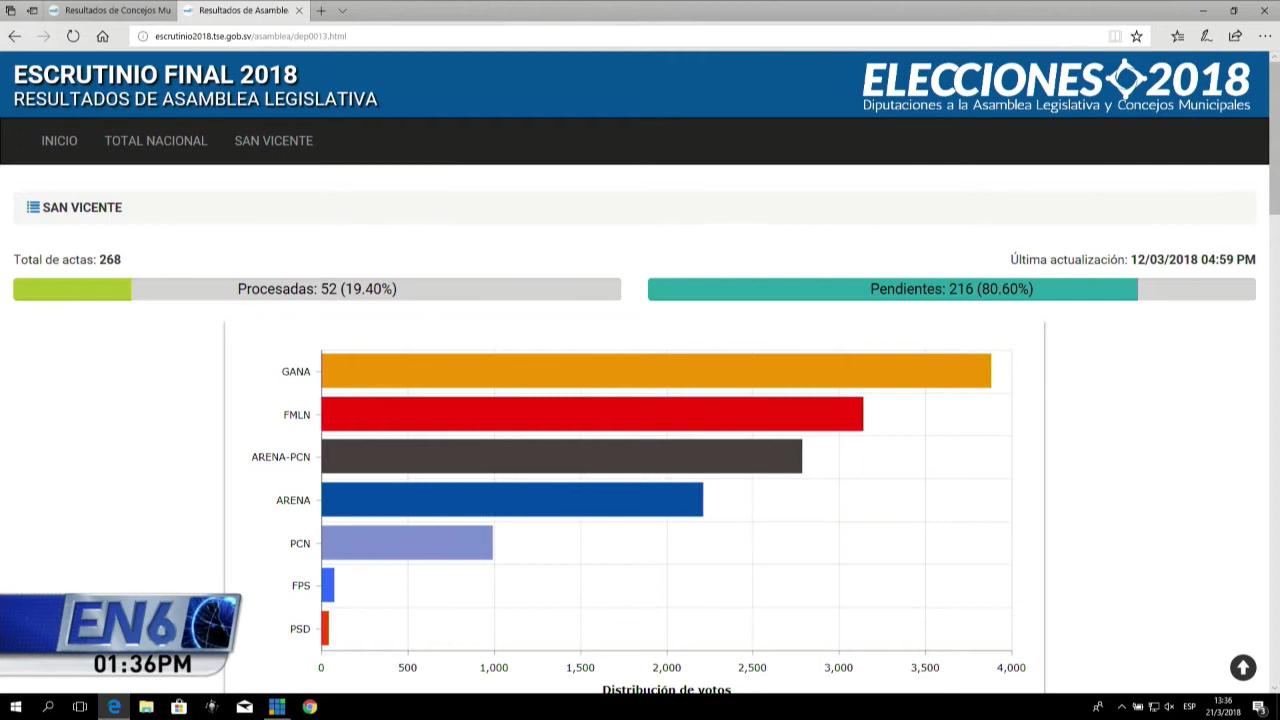 Resultados de Concejos Mu
Resultados de Asamble
escrutinio2018.tse.gob.sv/asamblea/dep0013.html
ESCRUTINIO FINAL 2018
RESULTADOS DE ASAMBLEA LEGISLATIVA
ELECCIONES 2018
Diputaciones a la Asamblea Legislativa y Concejos Municipales
INICIO TOTAL NACIONAL SAN VICENTE
SAN VICENTE
Total de actas: 268
Última actualización: 12/03/2018 04:59 PM
Procesadas: 52 (19.40%)
Pendientes: 216 (80.60%)
GANA
FMLN
ARENA-PCN
ARENA
PCN
FPS
PSD
0 500 1,000 1,500 2,000 2,500 3,000 3,500 4,000
Distribución de votos
EN6
01:36PM
ESP
13:36
21/3/2018
3